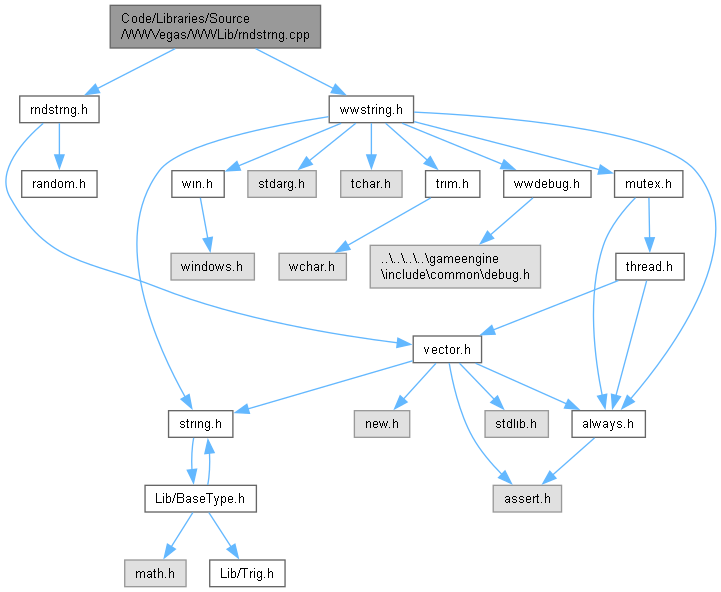 Code/Libraries/Source
/WWVegas/WWLib/rndstrng.cpp
rndstrng.h
wwstring.h
random.h
win.h
stdarg.h
tchar.h
trim.h
wwdebug.h
mutex.h
windows.h
wchar.h
..\..\..\..\gameengine
\include\common\debug.h
thread.h
vector.h
string.h
new.h
stdlib.h
always.h
Lib/BaseType.h
assert.h
math.h
Lib/Trig.h